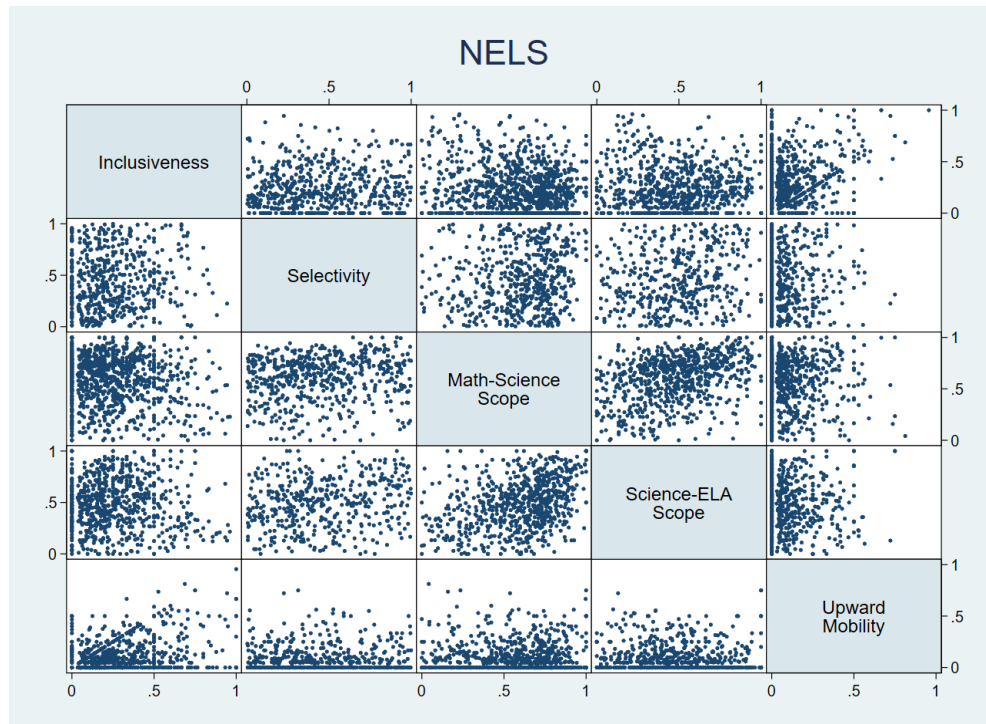 NELS
0 .5 1 0 .5 1
Inclusiveness
1
.5
0
1
.5
0
Selectivity
Math-Science
Scope
1
.5
0
1
.5
0
Science-ELA
Scope
Upward
Mobility
1
.5
0
0 .5 1 0 .5 1 0 .5 1